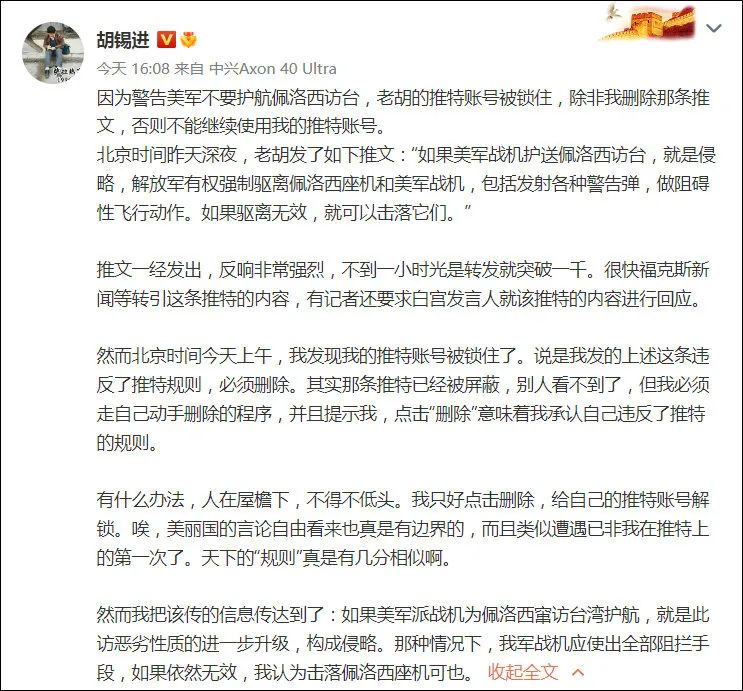 胡锡进
今天 16:08 来自 中兴Axon 40 Ultra
因为警告美军不要护航佩洛西访台，老胡的推特账号被锁住，除非我删除那条推
文，否则不能继续使用我的推特账号。
北京时间昨天深夜，老胡发了如下推文：“如果美军战机护送佩洛西访台，就是侵
略，解放军有权强制驱离佩洛西座机和美军战机，包括发射各种警告弹，做阻碍
性飞行动作。如果驱离无效，就可以击落它们。”
推文一经发出，反响非常强烈，不到一小时光是转发就突破一千。很快福克斯新
闻等转引这条推特的内容，有记者还要求白宫发言人就该推特的内容进行回应。
然而北京时间今天上午，我发现我的推特账号被锁住了。说是我发的上述这条违
反了推特规则，必须删除。其实那条推特已经被屏蔽，别人看不到了，但我必须
走自己动手删除的程序，并且提示我，点击“删除”意味着我承认自己违反了推特
的规则。
有什么办法，人在屋檐下，不得不低头。我只好点击删除，给自己的推特账号解
锁。唉，美丽国的言论自由看来也真是有边界的，而且类似遭遇已非我在推特上
的第一次了。天下的“规则”真是有几分相似啊。
然而我把该传的信息传达到了：如果美军派战机为佩洛西窜访台湾护航，就是此
访恶劣性质的进一步升级，构成侵略。那种情况下，我军战机应使出全部阻拦手
段，如果依然无效，我认为击落佩洛西座机可也。 收起全文